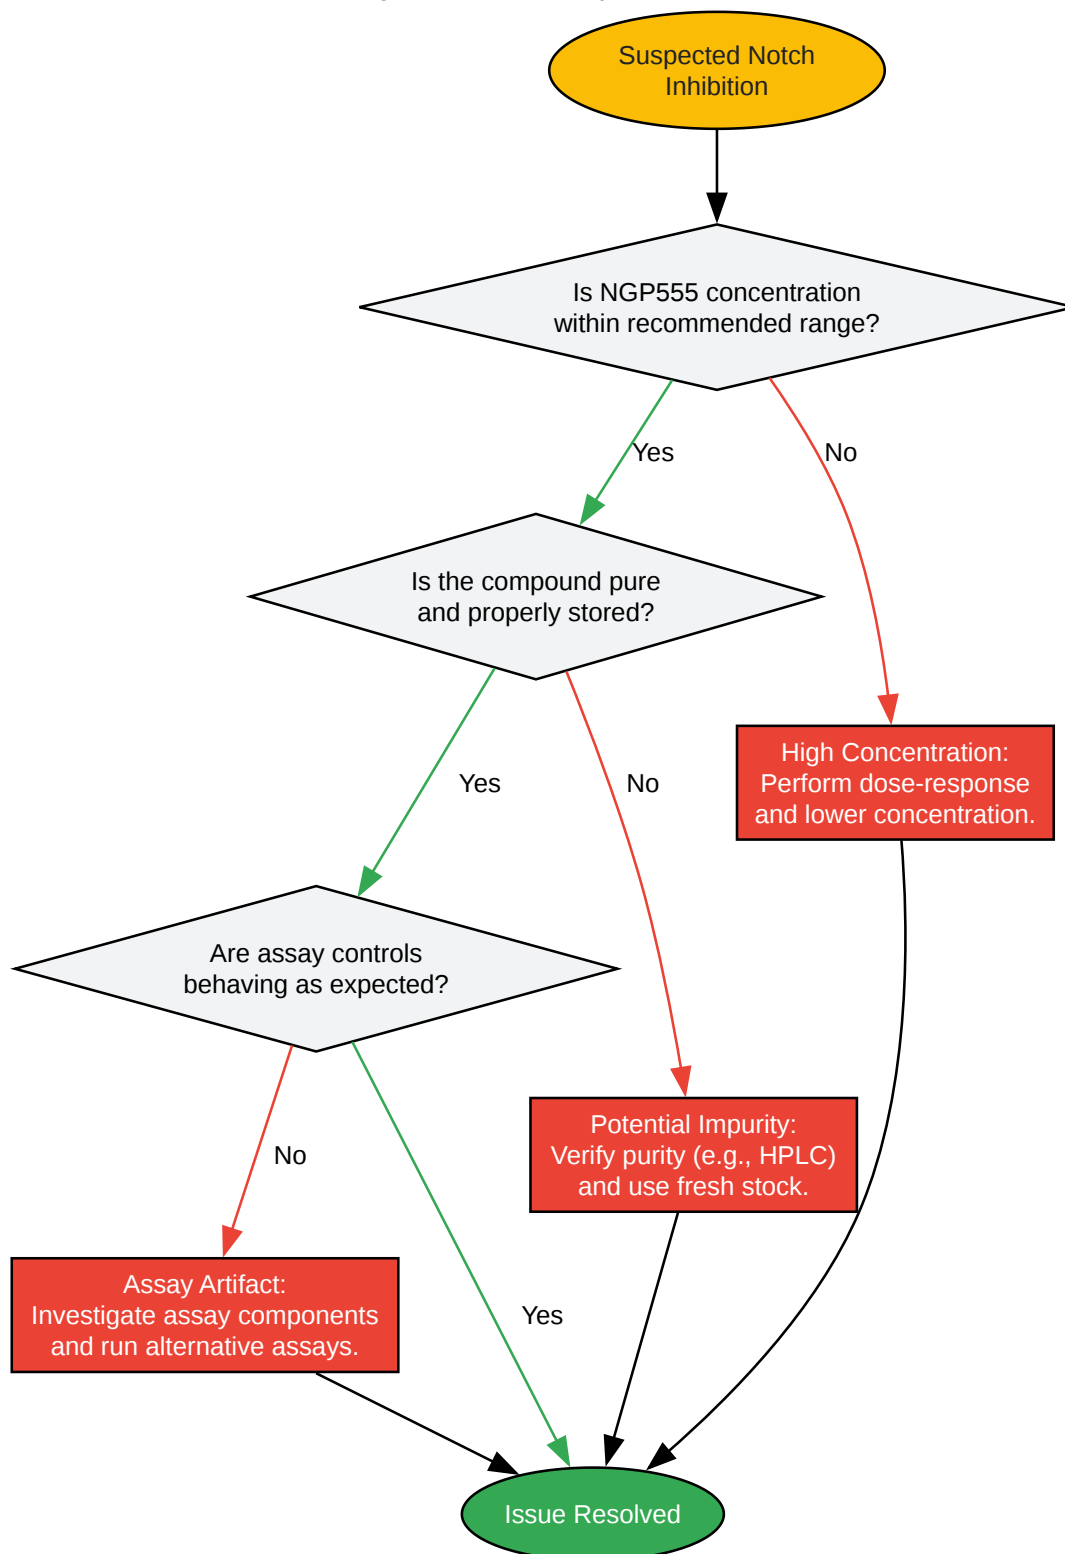 Suspected Notch
Inhibition
Is NGP555 concentration
within recommended range?
Yes
No
Is the compound pure
and properly stored?
High Concentration:
Perform dose-response
and lower concentration.
Yes
No
Are assay controls
behaving as expected?
Potential Impurity:
Verify purity (e.g., HPLC)
and use fresh stock.
No
Assay Artifact:
Investigate assay components
and run alternative assays.
Yes
Issue Resolved